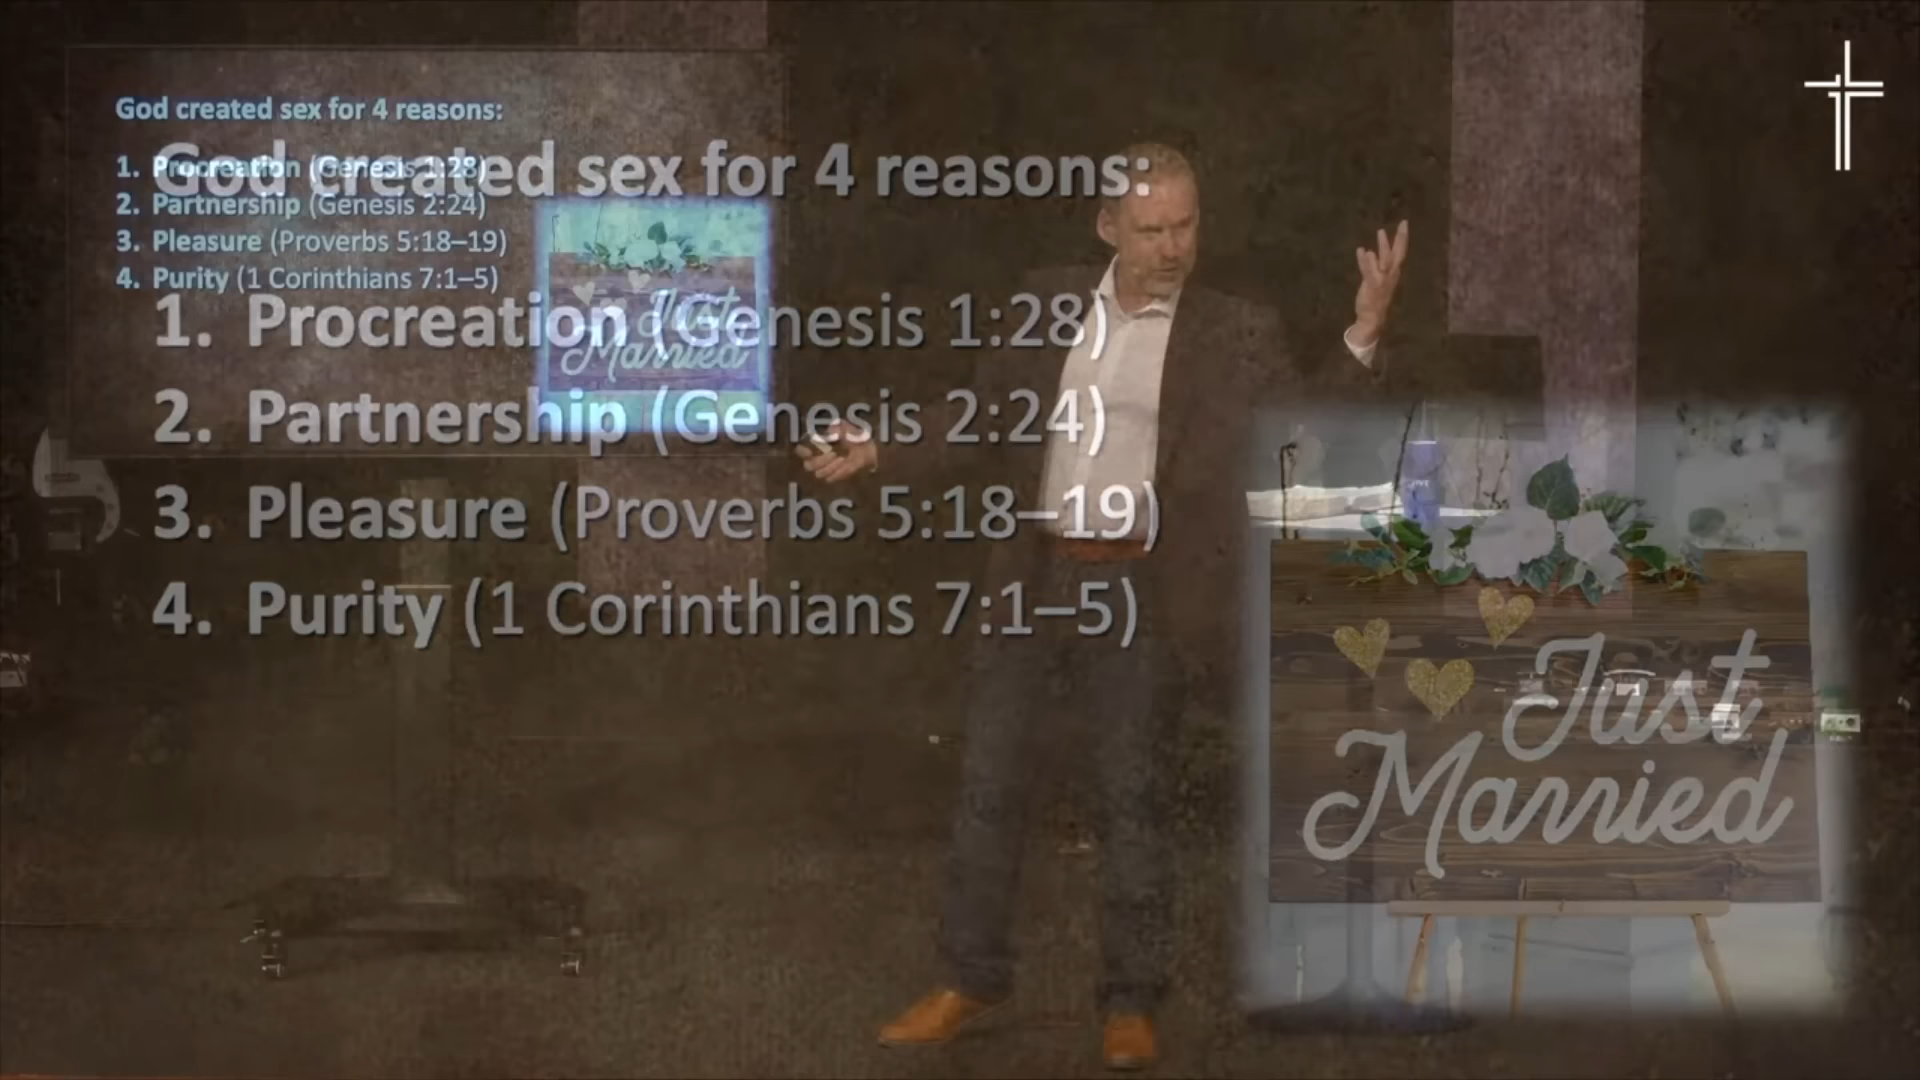 God created sex for 4 reasons:
1. Procreation (Genesis 1:28)
2. Partnership (Genesis 2:24)
3. Pleasure (Proverbs 5:18–19)
4. Purity (1 Corinthians 7:1–5)
Just
Married
God created sex for 4 reasons:
1. Procreation (Genesis 1:28)
2. Partnership (Genesis 2:24)
3. Pleasure (Proverbs 5:18–19)
4. Purity (1 Corinthians 7:1–5)
Just
Married